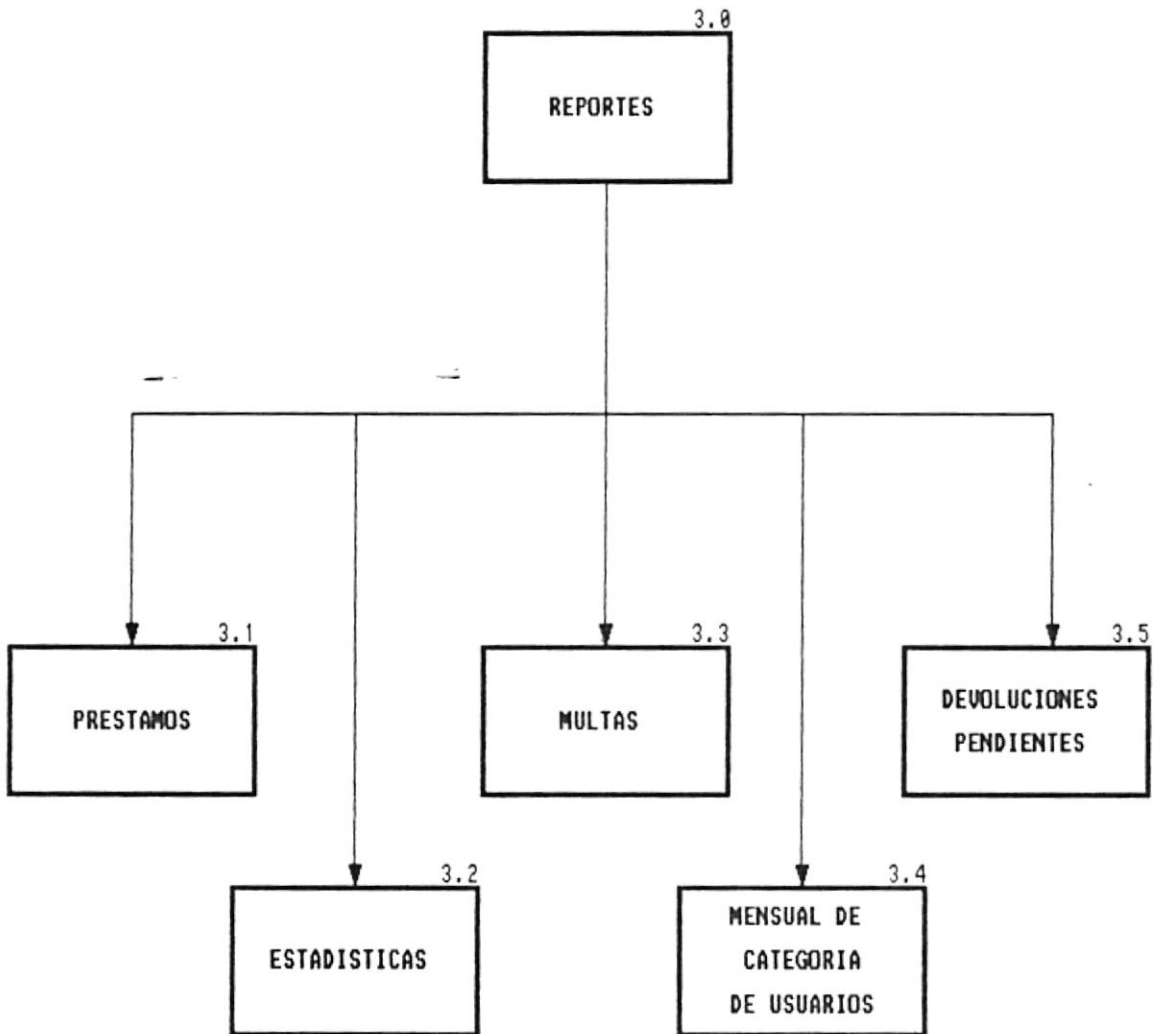 3.0
REPORTES
3.1
PRESTAMOS
3.3
MULTAS
3.5
DEVOLUCIONES
PENDIENTES
3.2
ESTADISTICAS
3.4
MENSUAL DE
CATEGORIA
DE USUARIOS